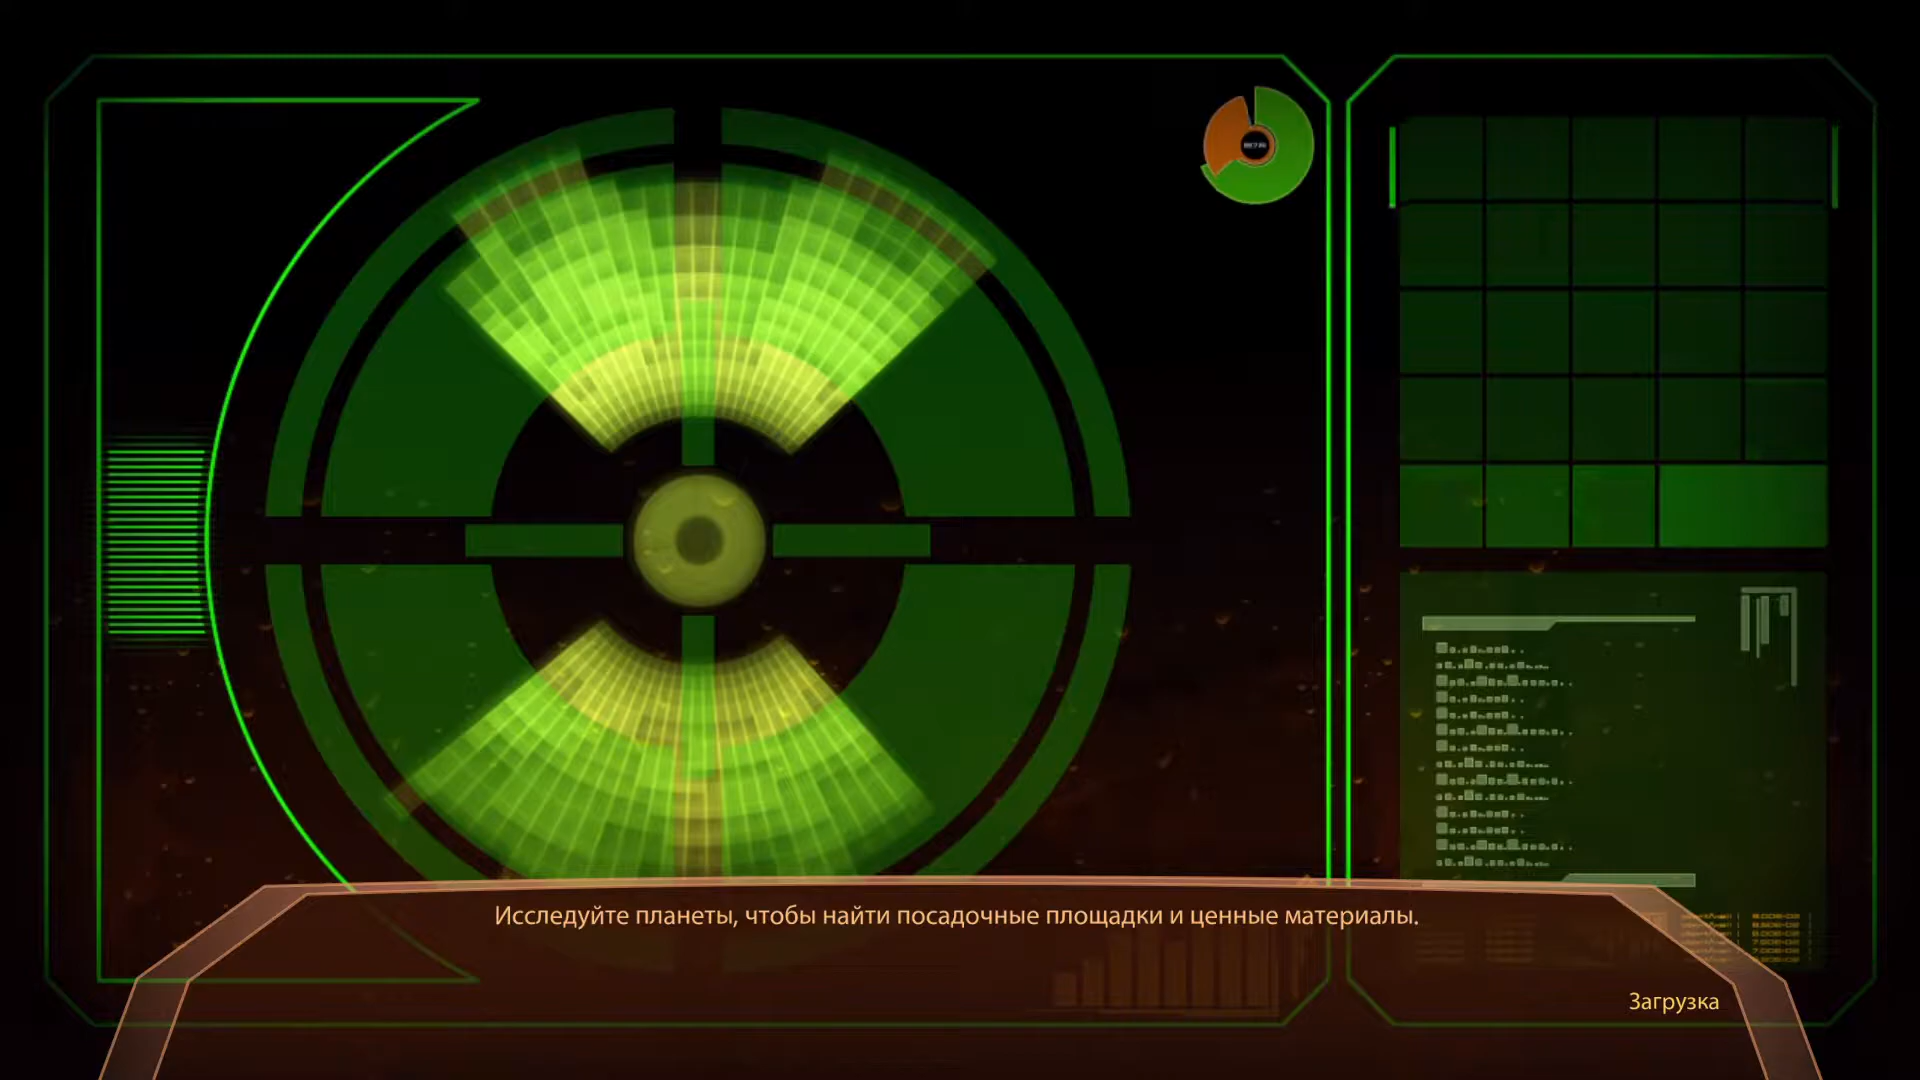 Исследуйте планеты, чтобы найти посадочные площадки и ценные материалы.
Загрузка